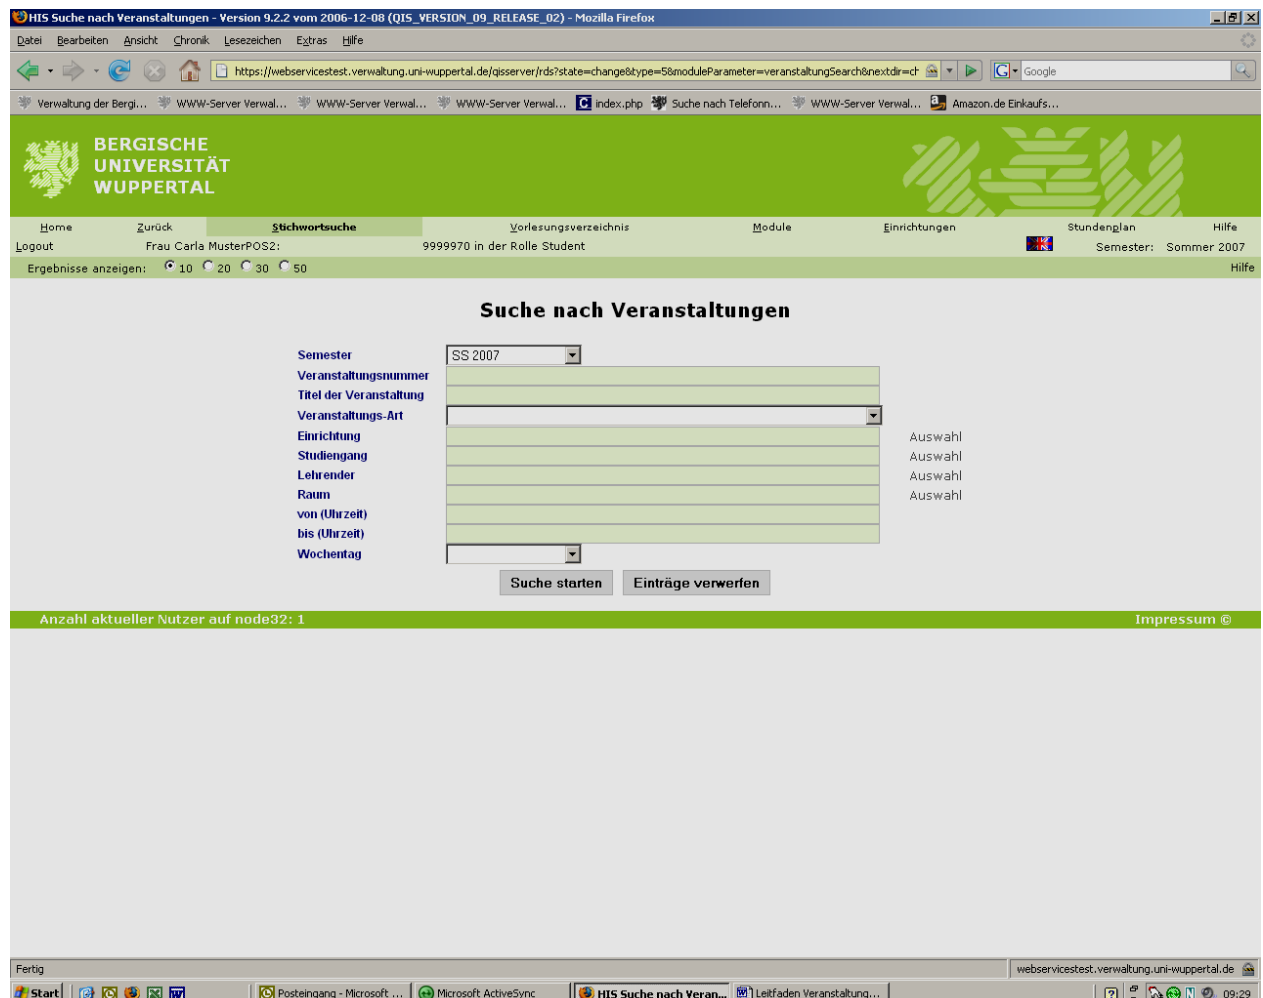 HIS Suche nach Veranstaltungen - Version 9.2.2 vom 2006-12-08 (QIS_VERSION_09_RELEASE_02) - Mozilla Firefox
Datei Bearbeiten Ansicht Chronik Lesezeichen Extras Hilfe
https://webservicestest.verwaltung.uni-wuppertal.de/qisserver/rds?state=change&type=5&moduleParameter=veranstaltungSearch&nextdir=ch Google
Verwaltung der Bergi... WWW-Server Verwal... WWW-Server Verwal... WWW-Server Verwal... index.php Suche nach Telefonn... WWW-Server Verwal... Amazon.de Einkaufs...
BERGISCHE
UNIVERSITÄT
WUPPERTAL
Home Zurück Stichwortsuche Vorlesungsverzeichnis Module Einrichtungen Stundenplan Hilfe
Logout Frau Carla MusterPOS2: 9999970 in der Rolle Student Semester: Sommer 2007
Ergebnisse anzeigen: 10 20 30 50 Hilfe
Suche nach Veranstaltungen
Semester SS 2007
Veranstaltungsnummer
Titel der Veranstaltung
Veranstaltungs-Art
Einrichtung Auswahl
Studiengang Auswahl
Lehrender Auswahl
Raum Auswahl
von (Uhrzeit)
bis (Uhrzeit)
Wochentag
Suche starten Einträge verwerfen
Anzahl aktueller Nutzer auf node32: 1 Impressum ©
Fertig webservicestest.verwaltung.uni-wuppertal.de
Start Posteingang - Microsoft ... Microsoft ActiveSync HIS Suche nach Veran... Leitfaden Veranstaltung... 09:29